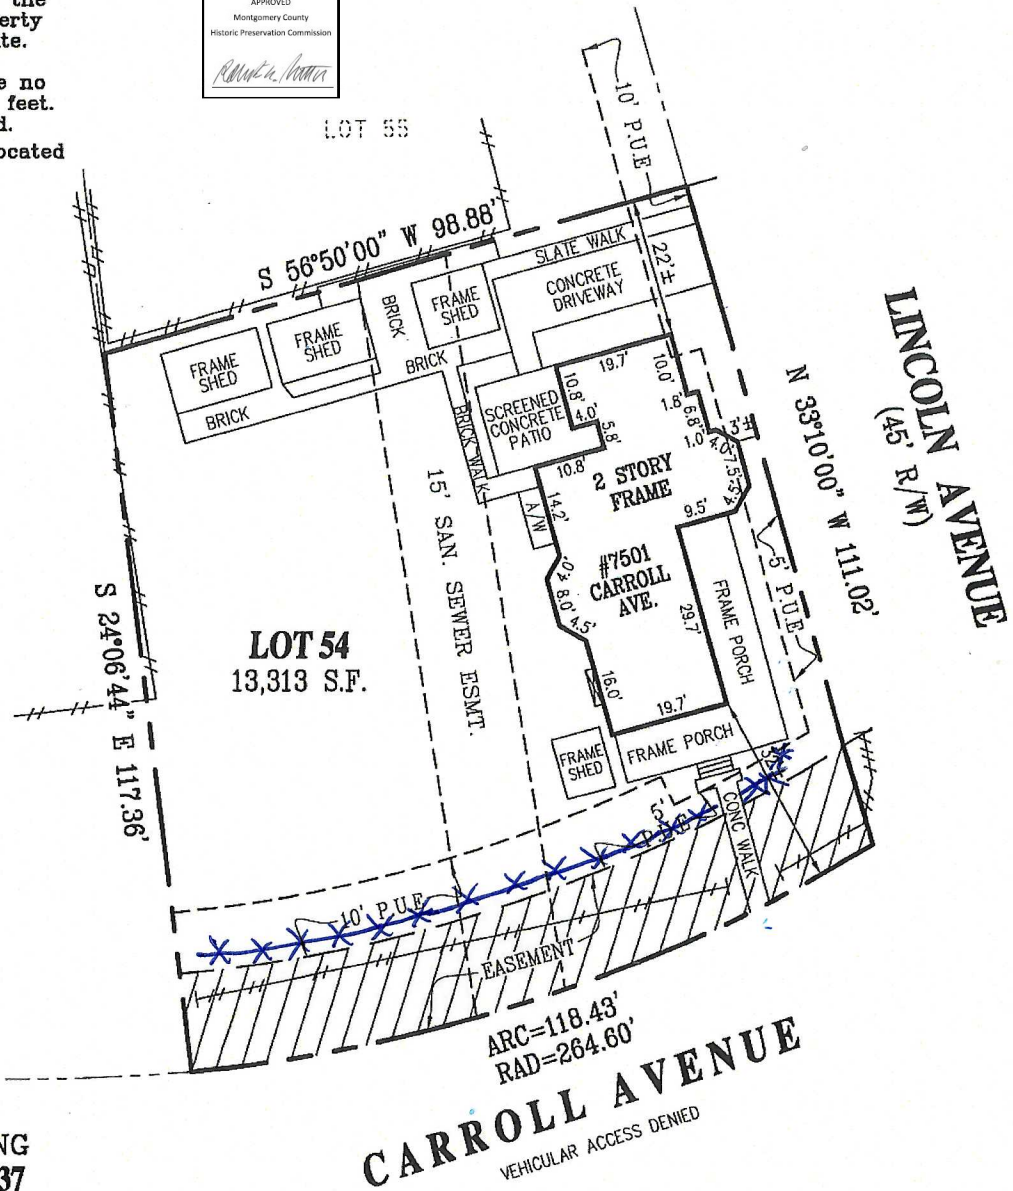 the
erty
te.
APPROVED
Montgomery County
Historic Preservation Commission
no
feet.
d.
ocated
LOT 55
10' P.U.E
S 56°50'00" W 98.88'
SLATE WALK
22'±
CONCRETE
DRIVEWAY
BRICK
FRAME
SHED
FRAME
SHED
FRAME
SHED
BRICK
BRICK
BRICK WALK
SCREENED
CONCRETE
PATIO
19.7'
10.0'
10.8'
4.0'
5.8'
10.8'
1.8'
6.8'
1.0'
4.0'
7.5'
4.5'
3'±
9.5'
2 STORY
FRAME
14.2'
A/W
#7501
CARROLL
AVE.
8.0'
4.5'
29.7'
16.0'
19.7'
FRAME PORCH
FRAME PORCH
FRAME
SHED
15' SAN. SEWER ESMT.
LOT 54
13,313 S.F.
S 24°06'44" E 117.36'
N 33°10'00" W 111.02'
LINCOLN AVENUE
(45' R/W)
5' P.U.E
5'
P.U.E
CONC WALK
10' P.U.E
EASEMENT
ARC=118.43'
RAD=264.60'
CARROLL AVENUE
VEHICULAR ACCESS DENIED
NG
37